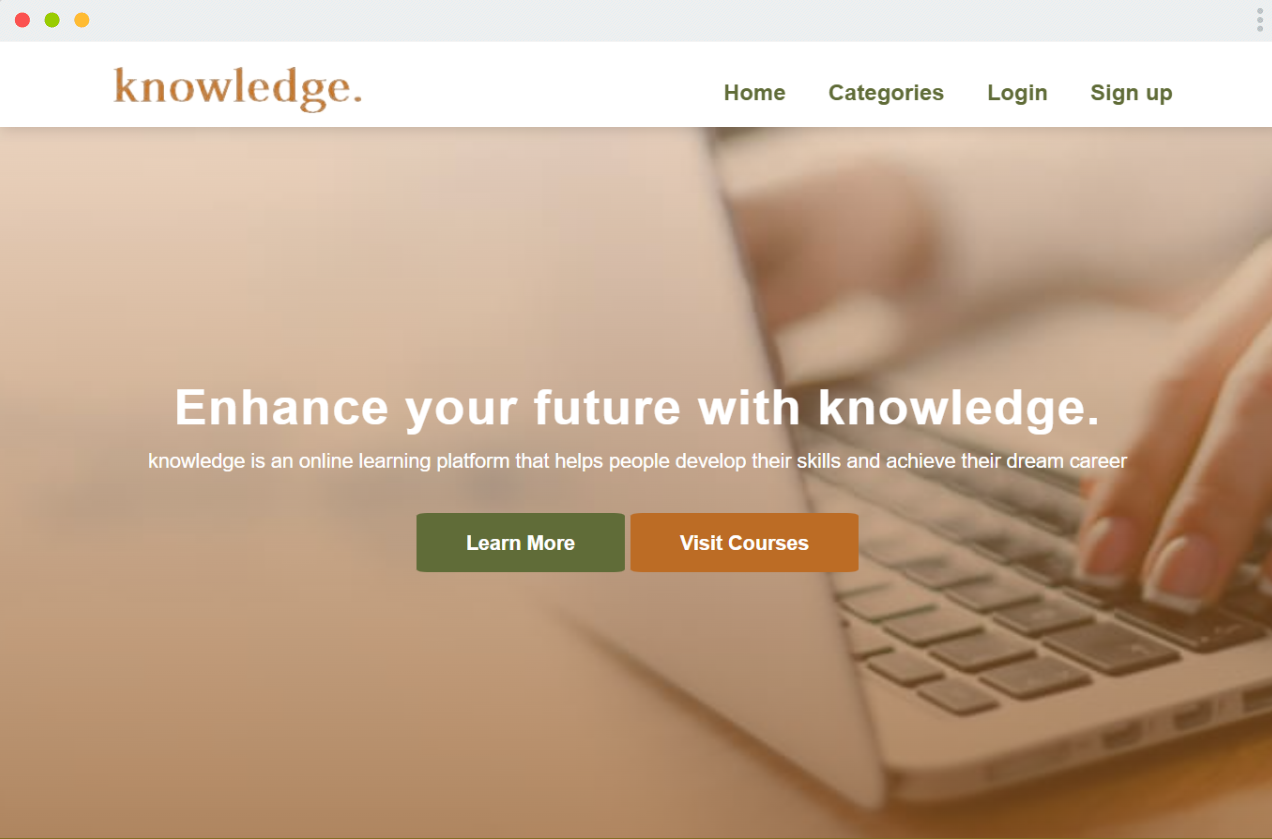 knowledge.
Home Categories Login Sign up
Enhance your future with knowledge.
knowledge is an online learning platform that helps people develop their skills and achieve their dream career
Learn More Visit Courses